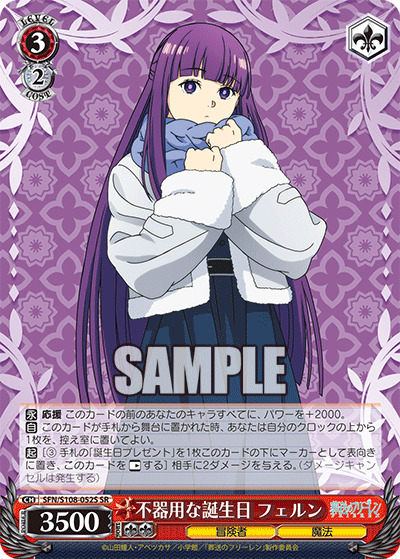 LEVEL
3
2
COST
SAMPLE
永 応援 このカードの前のあなたのキャラすべてに、パワーを+2000。
自 このカードが手札から舞台に置かれた時、あなたは自分のクロックの上から
1枚を、控え室に置いてよい。
起 [③ 手札の「誕生日プレゼント」を1枚このカードの下にマーカーとして表向き
に置き、このカードを レストする] 相手に2ダメージを与える。(ダメージキャン
セルは発生する)
CH SFN/S108-052S SR
不器用な誕生日 フェルン
葬送のフリーレン
3500
冒険者
魔法
©山田鐘人・アベツカサ/小学館/「葬送のフリーレン」製作委員会